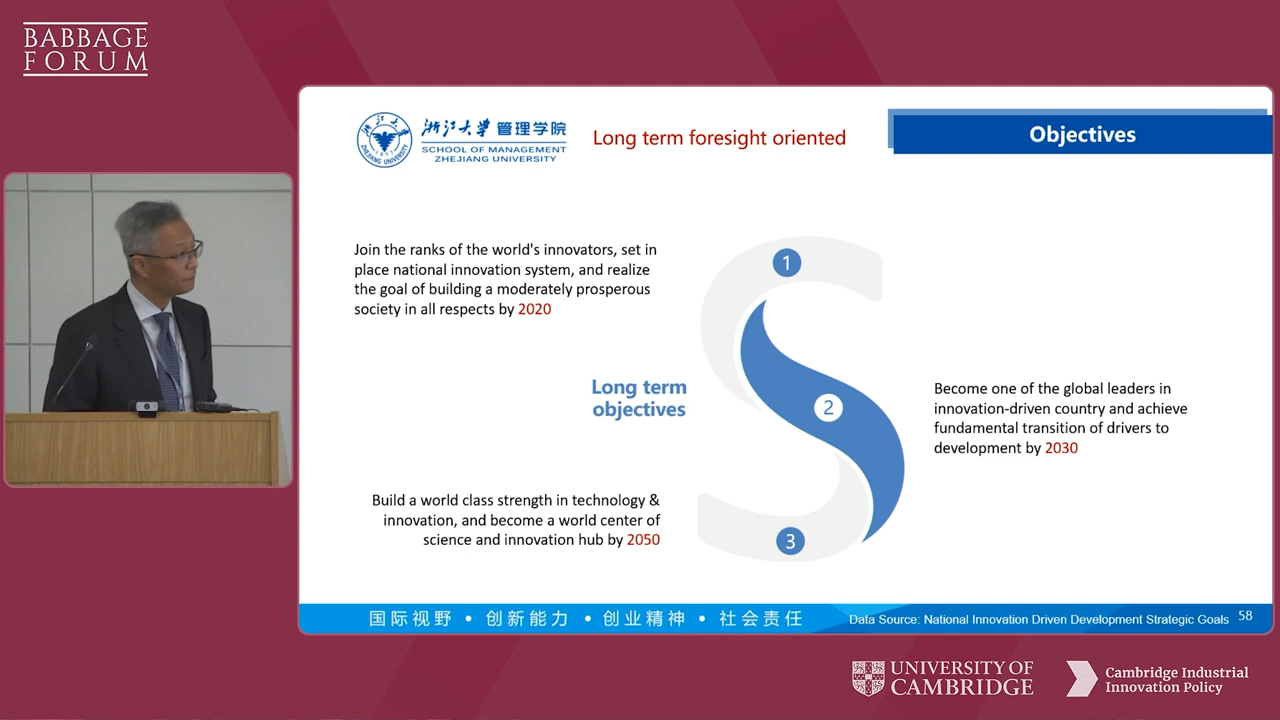 BABBAGE
FORUM
浙江大学 管理学院
SCHOOL OF MANAGEMENT
ZHEJIANG UNIVERSITY
ZHEJIANG UNIVERSITY
Long term foresight oriented
Objectives
Join the ranks of the world's innovators, set in
place national innovation system, and realize
the goal of building a moderately prosperous
society in all respects by 2020
1
Long term
objectives
2
Become one of the global leaders in
innovation-driven country and achieve
fundamental transition of drivers to
development by 2030
Build a world class strength in technology &
innovation, and become a world center of
science and innovation hub by 2050
3
国际视野 • 创新能力 • 创业精神 • 社会责任
Data Source: National Innovation Driven Development Strategic Goals 58
UNIVERSITY OF
CAMBRIDGE
Cambridge Industrial
Innovation Policy